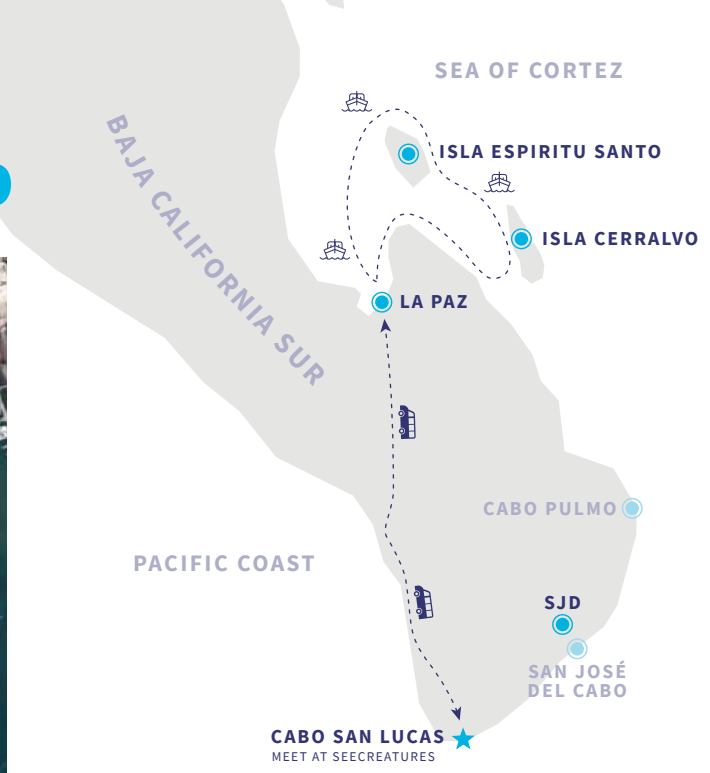 SEA OF CORTEZ
BAJA CALIFORNIA SUR
ISLA ESPIRITU SANTO
ISLA CERRALVO
LA PAZ
CABO PULMO
PACIFIC COAST
SJD
SAN JOSÉ
DEL CABO
CABO SAN LUCAS
MEET AT SEECREATURES